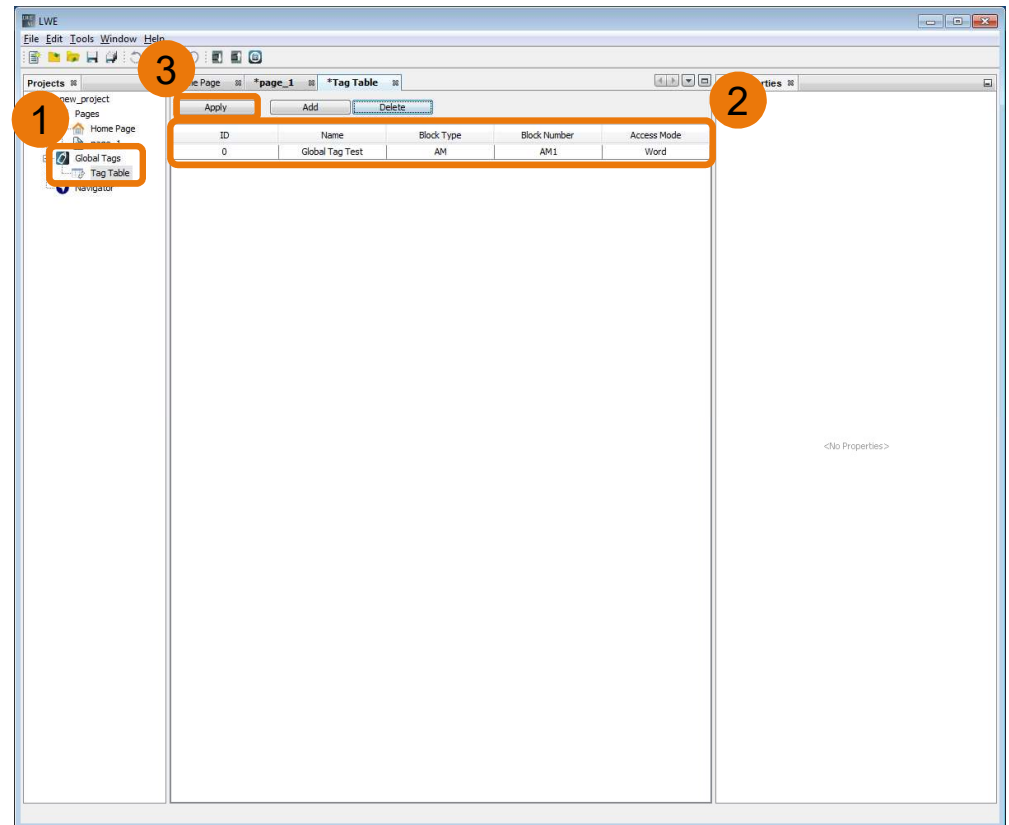 LWE
File Edit Tools Window Help
3
Projects
Page
*page_1
*Tag Table
2
new_project
Apply Add Delete
Pages
1
Home Page
ID Name Block Type Block Number Access Mode
0 Global Tag Test AM AM1 Word
Global Tags
Tag Table
Navigator
<No Properties>